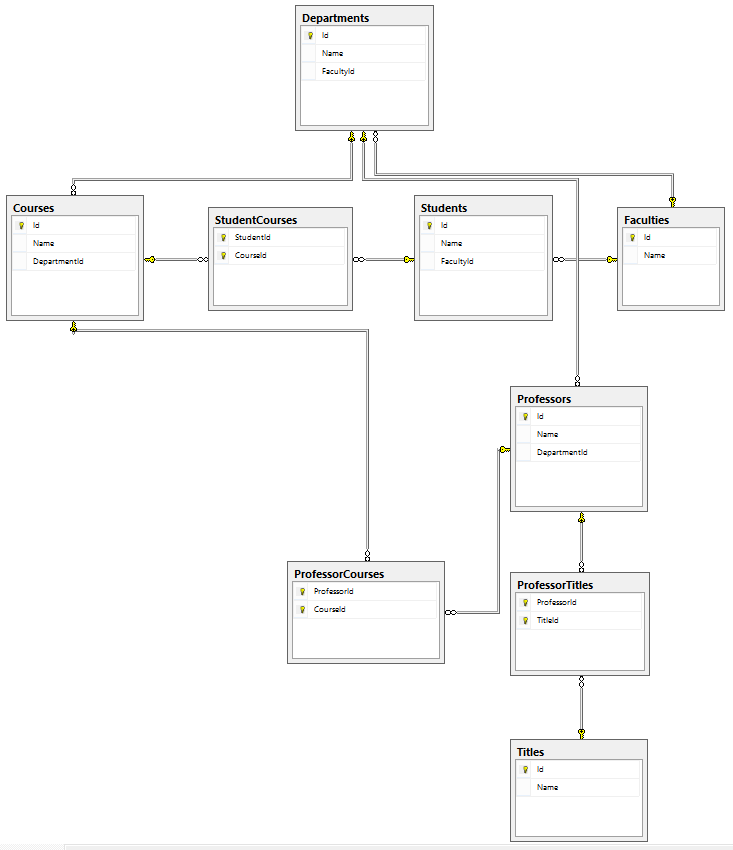 Departments
Id
Name
FacultyId
Courses
Id
Name
DepartmentId
StudentCourses
StudentId
CourseId
Students
Id
Name
FacultyId
Faculties
Id
Name
Professors
Id
Name
DepartmentId
ProfessorCourses
ProfessorId
CourseId
ProfessorTitles
ProfessorId
TitleId
Titles
Id
Name